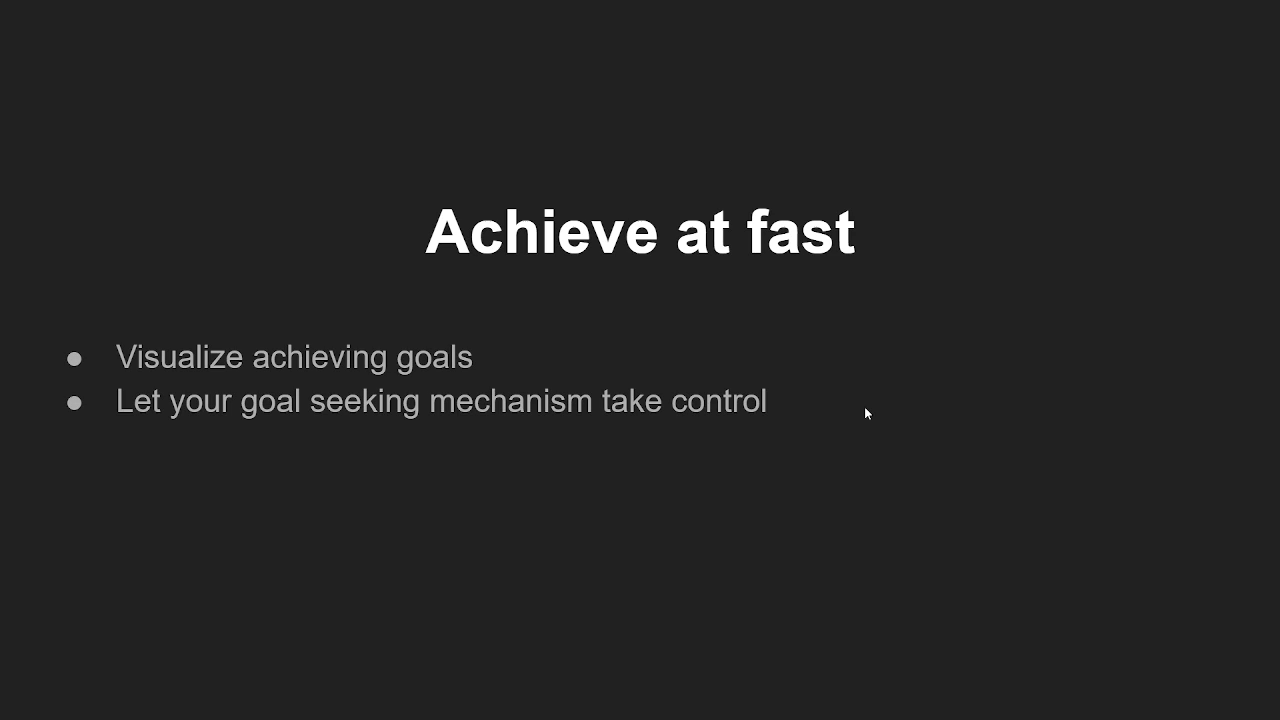 Achieve at fast
● Visualize achieving goals
● Let your goal seeking mechanism take control